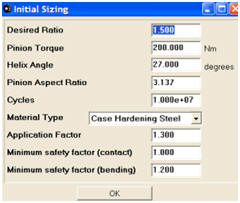 Initial Sizing
Desired Ratio 1.500
Pinion Torque 200.000 Nm
Helix Angle 27.000 degrees
Pinion Aspect Ratio 3.137
Cycles 1.000e+07
Material Type Case Hardening Steel
Application Factor 1.300
Minimum safety factor (contact) 1.000
Minimum safety factor (bending) 1.200
OK